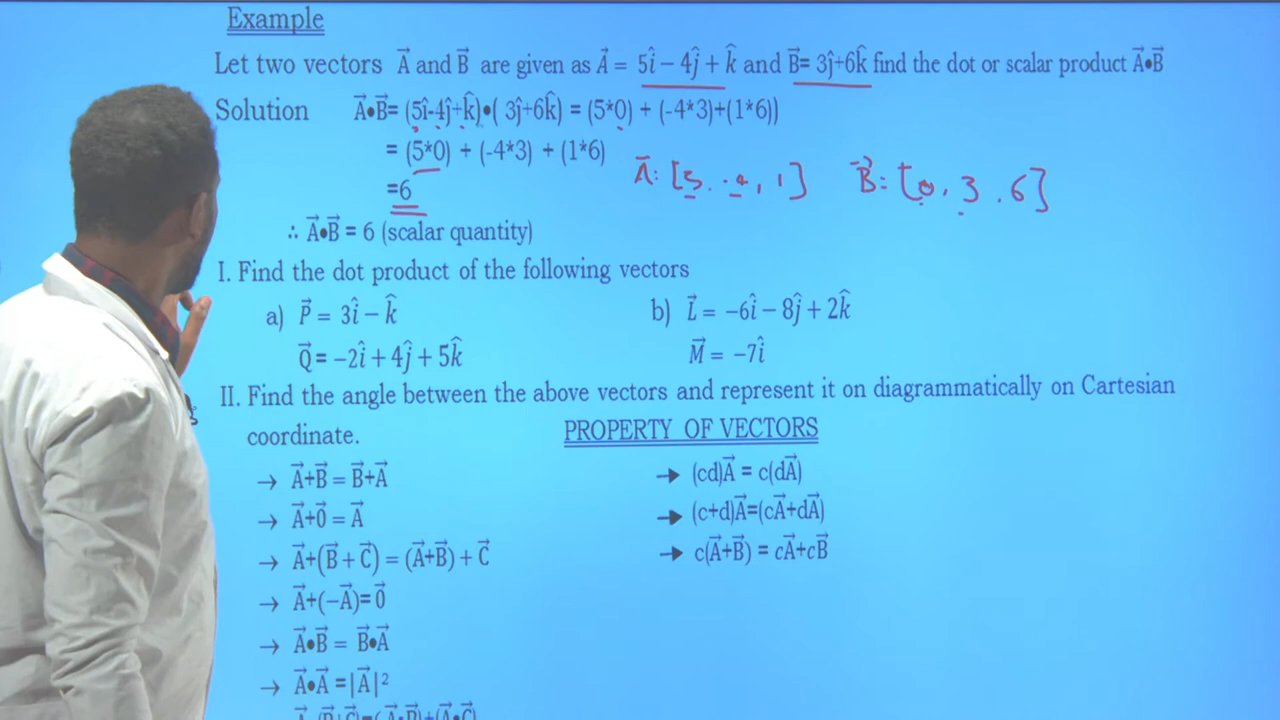 Example
Let two vectors A⃗ and B⃗ are given as A⃗ = 5î − 4ĵ + k̂ and B⃗= 3ĵ+6k̂ find the dot or scalar product A⃗•B⃗
Solution A⃗•B⃗= (5î-4ĵ+k̂)•( 3ĵ+6k̂) = (5*0) + (-4*3)+(1*6))
= (5*0) + (-4*3) + (1*6)
=6
A⃗: [5, -4, 1] B⃗: [0, 3, 6]
∴ A⃗•B⃗ = 6 (scalar quantity)
I. Find the dot product of the following vectors
a) P⃗ = 3î − k̂ b) L⃗ = −6î − 8ĵ + 2k̂
Q⃗ = −2î + 4ĵ + 5k̂ M⃗ = −7î
II. Find the angle between the above vectors and represent it on diagrammatically on Cartesian
coordinate.
PROPERTY OF VECTORS
→ A⃗+B⃗ = B⃗+A⃗ → (cd)A⃗ = c(dA⃗)
→ A⃗+0⃗ = A⃗ → (c+d)A⃗=(cA⃗+dA⃗)
→ A⃗+(B⃗ + C⃗) = (A⃗+B⃗) + C⃗ → c(A⃗+B⃗) = cA⃗+cB⃗
→ A⃗+(−A⃗)= 0⃗
→ A⃗•B⃗ = B⃗•A⃗
→ A⃗•A⃗ =|A⃗|²